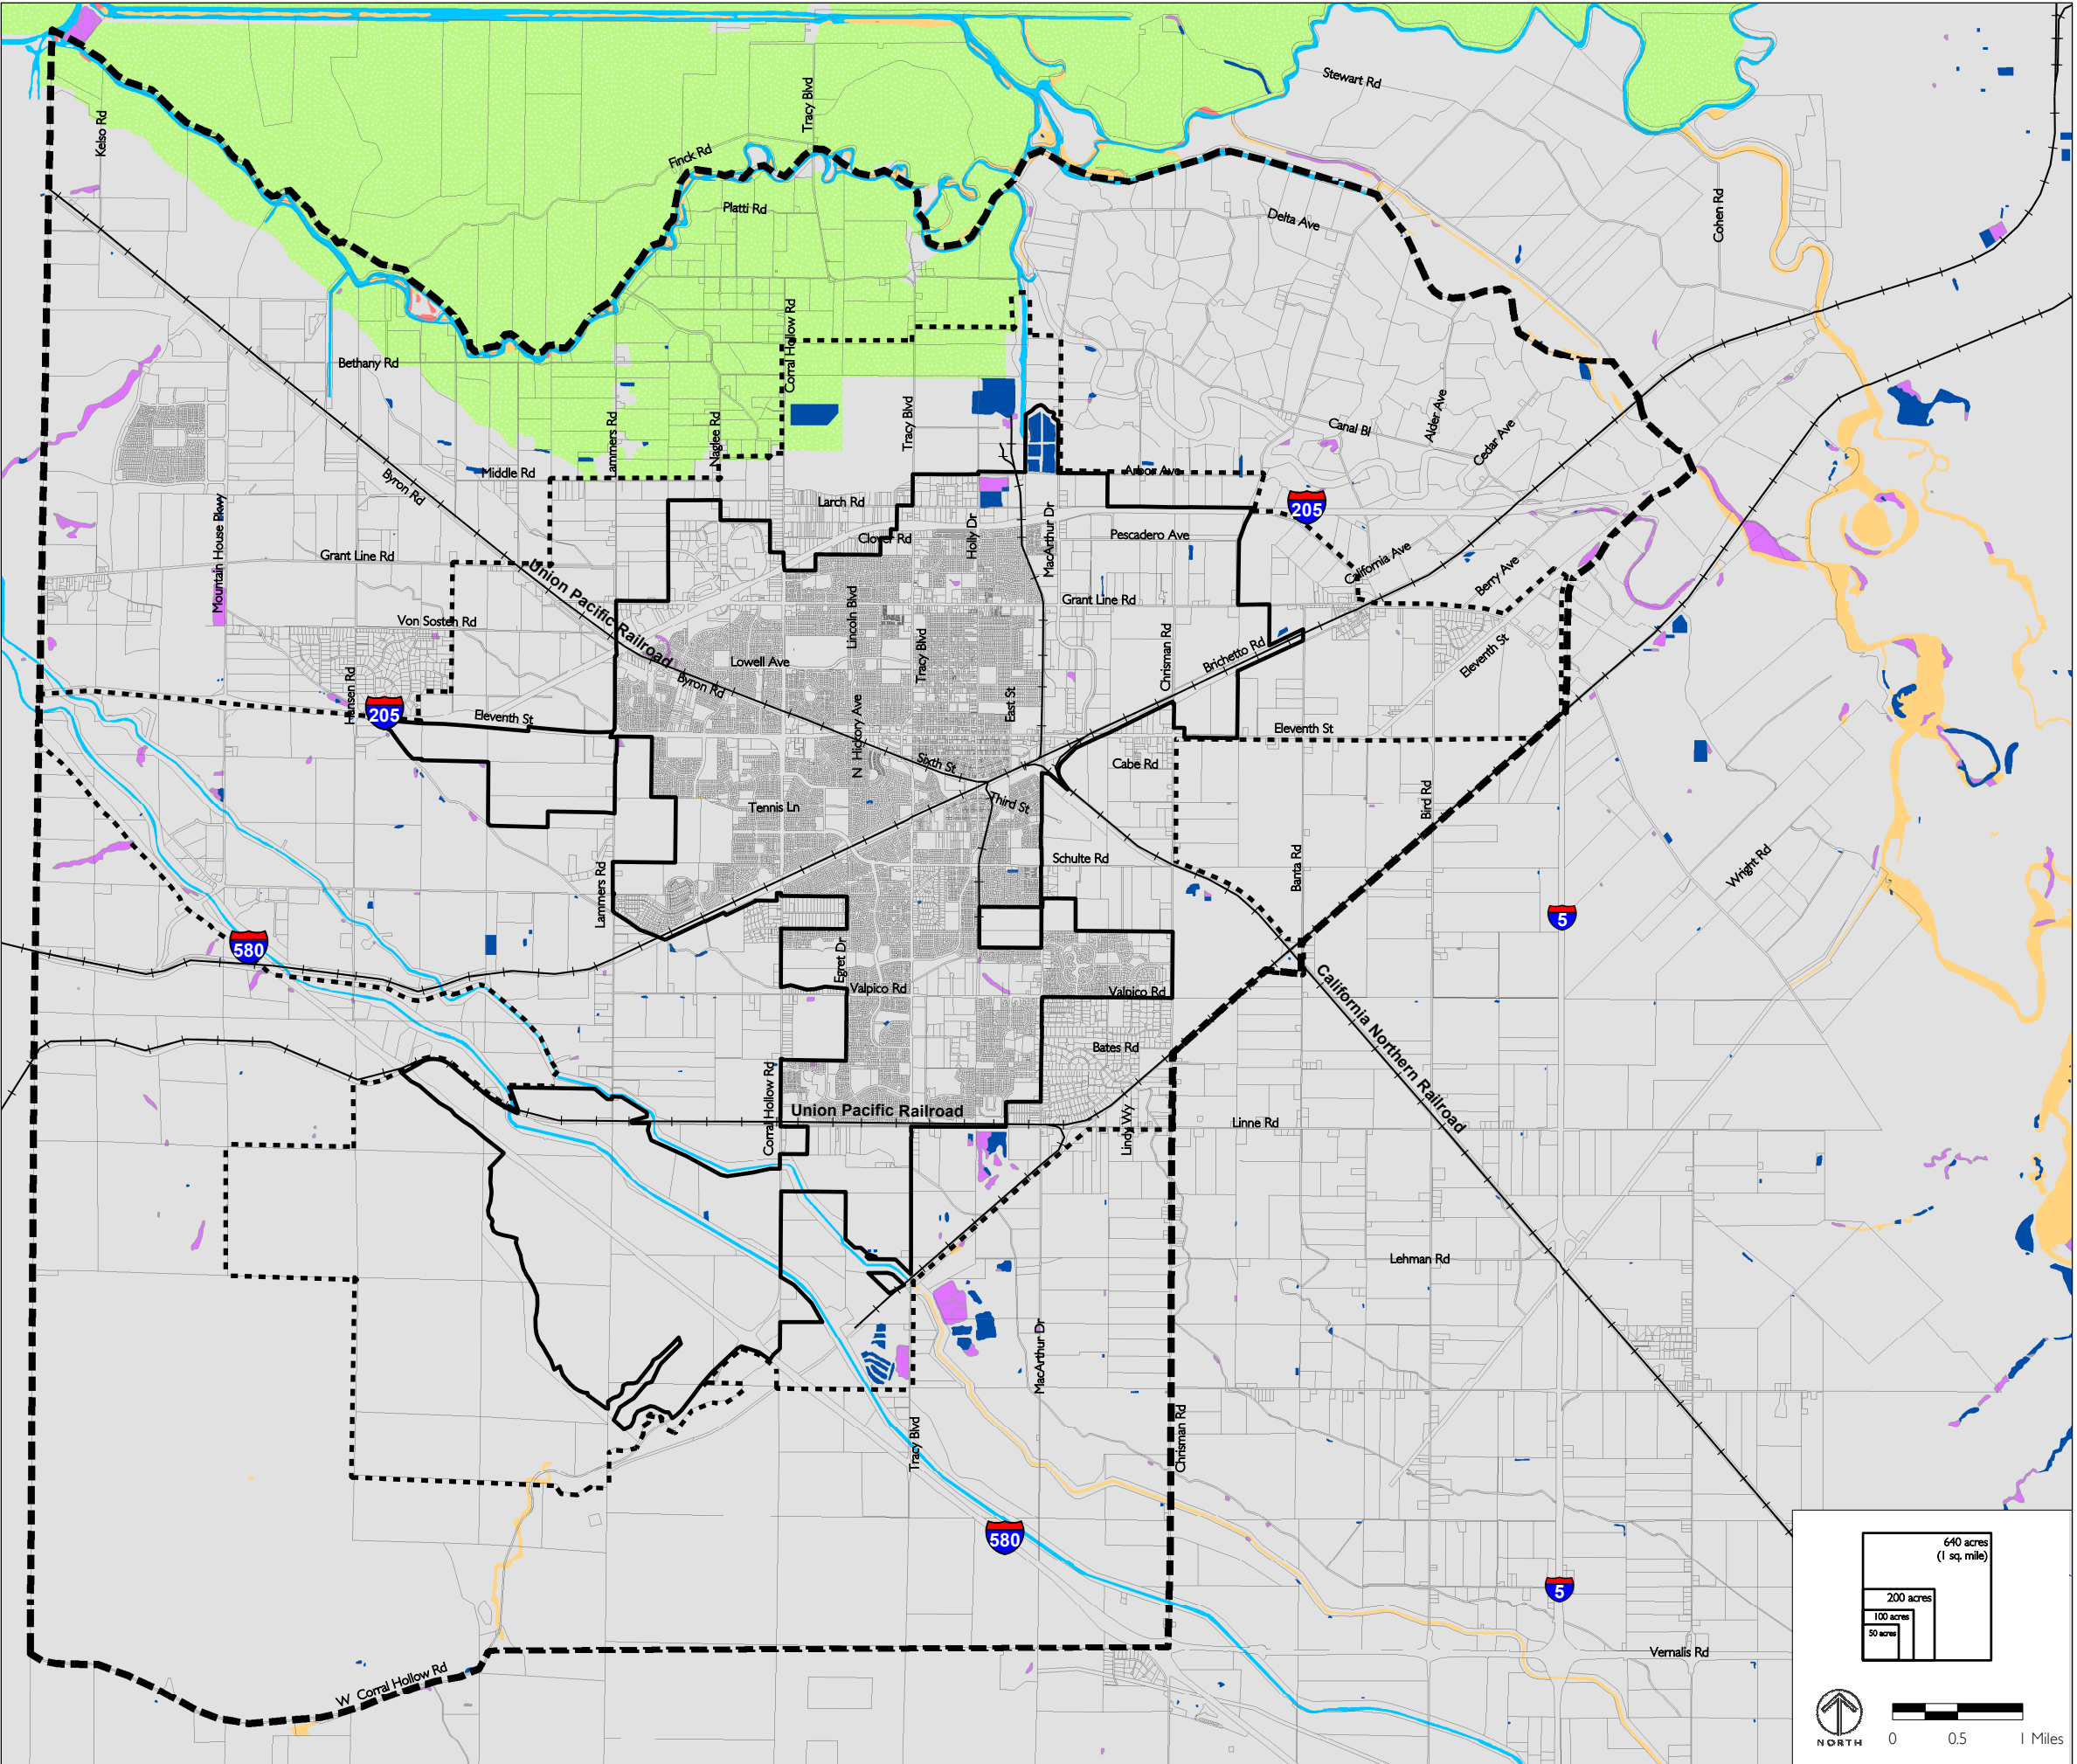 Stewart Rd
Kelso Rd
Tracy Blvd
Finck Rd
Platti Rd
Delta Ave
Cohen Rd
Corral Hollow Rd
Bethany Rd
Lammers Rd
Naglee Rd
Tracy Blvd
Canal Bl
Alder Ave
Cedar Ave
Middle Rd
Arbor Ave
Byron Rd
Mountain House Pkwy
Larch Rd
Holly Dr
MacArthur Dr
205
Clover Rd
Pescadero Ave
Grant Line Rd
California Ave
Berry Ave
Union Pacific Railroad
Grant Line Rd
Von Sosten Rd
Lincoln Blvd
Tracy Blvd
Chrisman Rd
Brichetto Rd
Eleventh St
Lowell Ave
Byron Rd
Hansen Rd
205
Eleventh St
N Hickory Ave
East St
Eleventh St
Sixth St
Cabe Rd
Tennis Ln
Third St
Bird Rd
Schulte Rd
Banta Rd
Wright Rd
Lammers Rd
5
580
Egret Dr
Valpico Rd
Valpico Rd
California Northern Railroad
Bates Rd
Corral Hollow Rd
Union Pacific Railroad
Lindy Wy
Linne Rd
Lehman Rd
MacArthur Dr
Tracy Blvd
Chrisman Rd
580
5
Vernalis Rd
W Corral Hollow Rd
640 acres
(1 sq. mile)
200 acres
100 acres
50 acres
NORTH
0 0.5 1 Miles